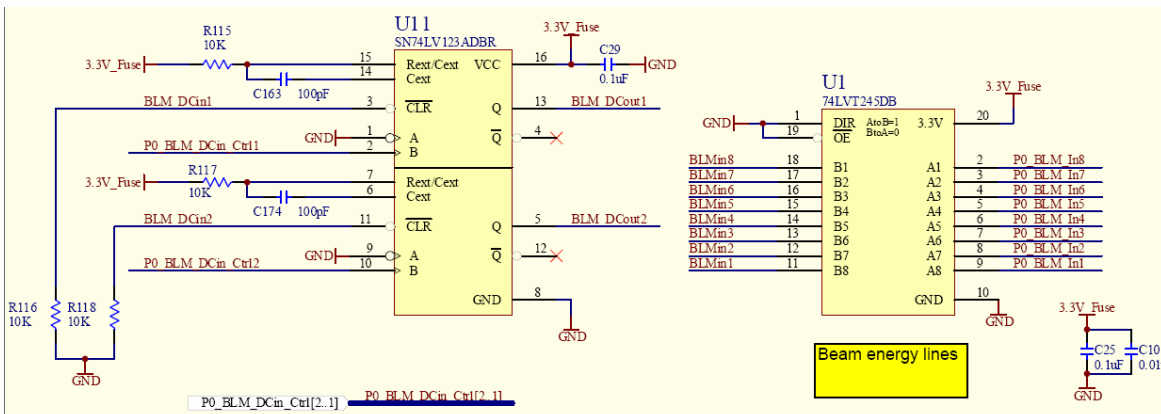 U11
SN74LV123ADBR
R115
10K
3.3V_Fuse
C163 100pF
15 Rext/Cext VCC 16
14 Cext
3.3V_Fuse
C29
0.1uF
GND
BLM_DCin1 3 CLR Q 13 BLM_DCout1
GND 1 A Q 4
P0_BLM_DCin_Ctrl1 2 B
R117
10K
3.3V_Fuse
C174 100pF
7 Rext/Cext
6 Cext
BLM_DCin2 11 CLR Q 5 BLM_DCout2
GND 9 A Q 12
P0_BLM_DCin_Ctrl2 10 B
GND 8
GND
R116
10K
R118
10K
GND
P0_BLM_DCin_Ctrl[2..1] P0_BLM_DCin_Ctrl[2..1]
U1
74LVT245DB
3.3V_Fuse
GND 1 DIR AtoB=1 3.3V 20
19 OE BtoA=0
BLMin8 18 B1 A1 2 P0_BLM_In8
BLMin7 17 B2 A2 3 P0_BLM_In7
BLMin6 16 B3 A3 4 P0_BLM_In6
BLMin5 15 B4 A4 5 P0_BLM_In5
BLMin4 14 B5 A5 6 P0_BLM_In4
BLMin3 13 B6 A6 7 P0_BLM_In3
BLMin2 12 B7 A7 8 P0_BLM_In2
BLMin1 11 B8 A8 9 P0_BLM_In1
GND 10
GND
Beam energy lines
3.3V_Fuse
C25
0.1uF
C10
0.01
GND